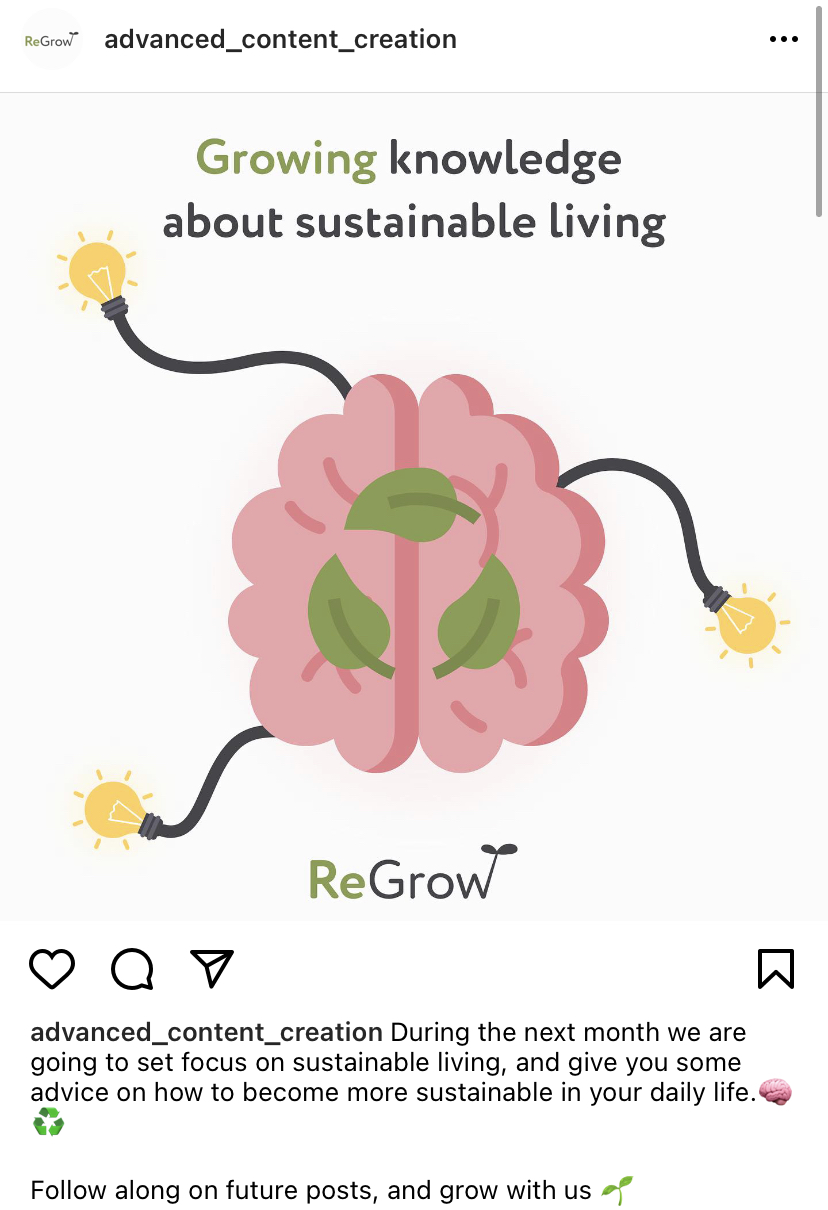 ReGrow
advanced_content_creation
Growing knowledge
about sustainable living
ReGrow
advanced_content_creation During the next month we are
going to set focus on sustainable living, and give you some
advice on how to become more sustainable in your daily life.🧠
♻️
Follow along on future posts, and grow with us 🌱